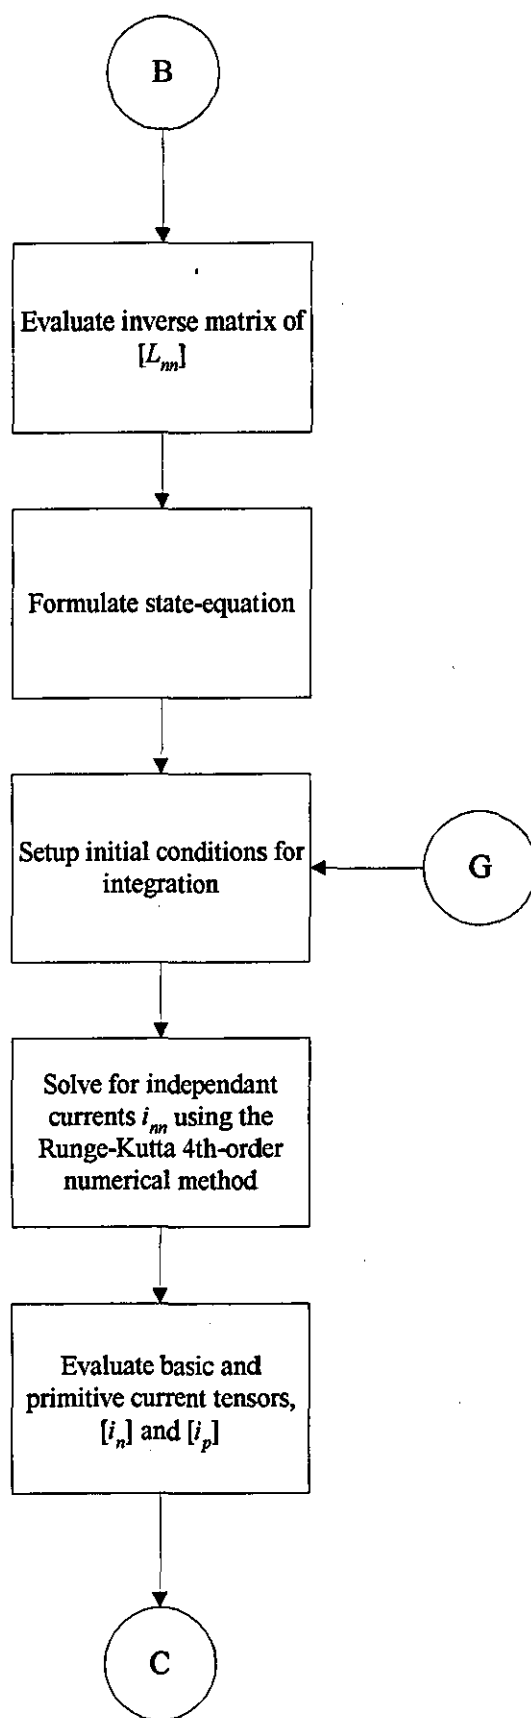 B
Evaluate inverse matrix of
[L_nn]
Formulate state-equation
Setup initial conditions for
integration
G
Solve for independant
currents i_nn using the
Runge-Kutta 4th-order
numerical method
Evaluate basic and
primitive current tensors,
[i_n] and [i_p]
C